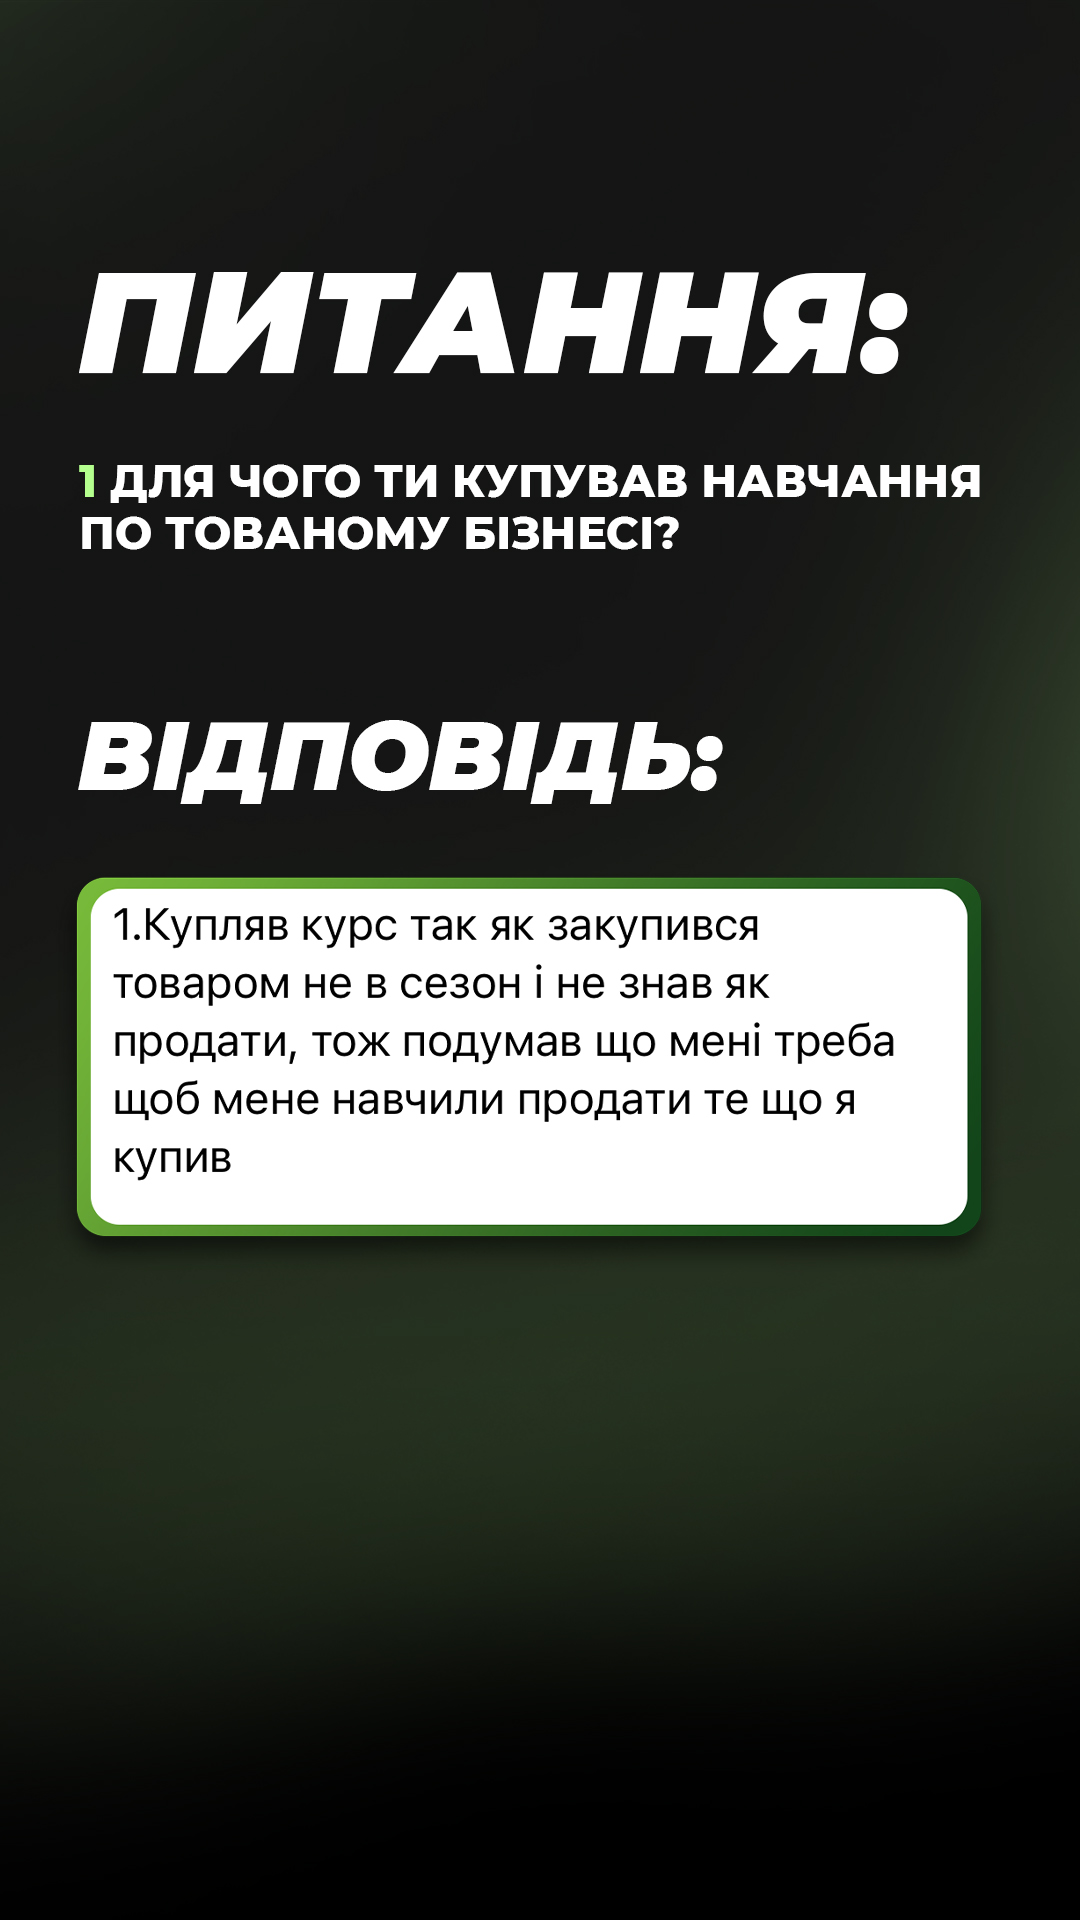 ПИТАННЯ:
1 ДЛЯ ЧОГО ТИ КУПУВАВ НАВЧАННЯ
ПО ТОВАНОМУ БІЗНЕСІ?
ВІДПОВІДЬ:
1.Купляв курс так як закупився
товаром не в сезон і не знав як
продати, тож подумав що мені треба
щоб мене навчили продати те що я
купив